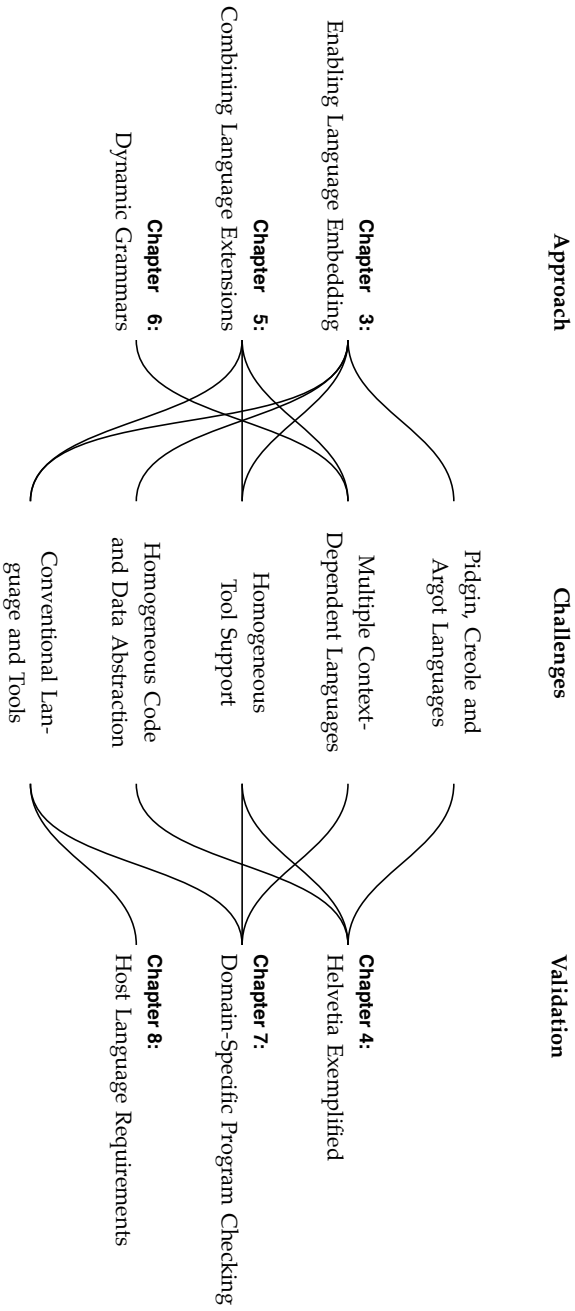 Approach
Challenges
Validation
Chapter 3:
Enabling Language Embedding
Chapter 5:
Combining Language Extensions
Chapter 6:
Dynamic Grammars
Pidgin, Creole and
Argot Languages
Multiple Context-
Dependent Languages
Homogeneous
Tool Support
Homogeneous Code
and Data Abstraction
Conventional Lan-
guage and Tools
Chapter 4:
Helvetia Exemplified
Chapter 7:
Domain-Specific Program Checking
Chapter 8:
Host Language Requirements